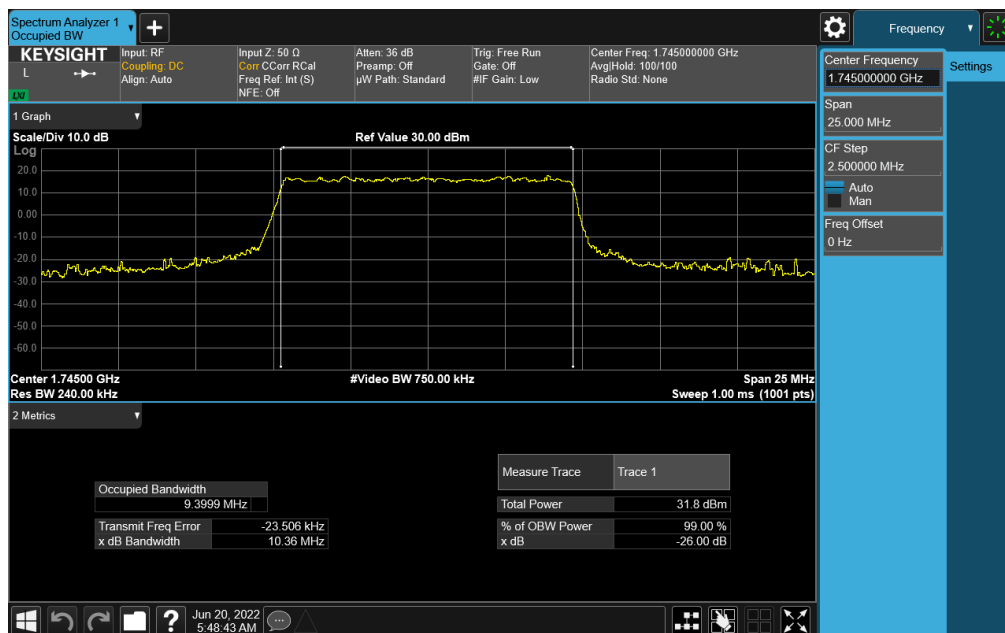 Spectrum Analyzer 1
Occupied BW
+
Frequency
KEYSIGHT
L
LXI
Input: RF
Coupling: DC
Align: Auto
Input Z: 50 Ω
Corr CCorr RCal
Freq Ref: Int (S)
NFE: Off
Atten: 36 dB
Preamp: Off
µW Path: Standard
Trig: Free Run
Gate: Off
#IF Gain: Low
Center Freq: 1.745000000 GHz
Avg|Hold: 100/100
Radio Std: None
Center Frequency
1.745000000 GHz
Settings
Span
25.000 MHz
CF Step
2.500000 MHz
Auto
Man
Freq Offset
0 Hz
1 Graph
Scale/Div 10.0 dB
Ref Value 30.00 dBm
Log
20.0
10.0
0.00
-10.0
-20.0
-30.0
-40.0
-50.0
-60.0
Center 1.74500 GHz
#Video BW 750.00 kHz
Span 25 MHz
Res BW 240.00 kHz
Sweep 1.00 ms (1001 pts)
2 Metrics
Measure Trace Trace 1
Occupied Bandwidth
9.3999 MHz
Total Power 31.8 dBm
Transmit Freq Error -23.506 kHz
% of OBW Power 99.00 %
x dB Bandwidth 10.36 MHz
x dB -26.00 dB
?
Jun 20, 2022
5:48:43 AM